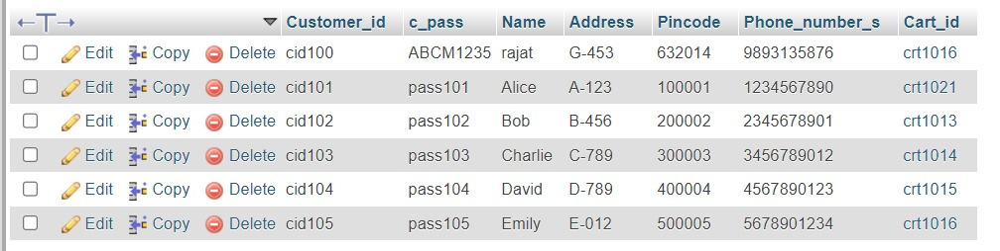 Customer_id c_pass Name Address Pincode Phone_number_s Cart_id
Edit Copy Delete cid100 ABCM1235 rajat G-453 632014 9893135876 crt1016
Edit Copy Delete cid101 pass101 Alice A-123 100001 1234567890 crt1021
Edit Copy Delete cid102 pass102 Bob B-456 200002 2345678901 crt1013
Edit Copy Delete cid103 pass103 Charlie C-789 300003 3456789012 crt1014
Edit Copy Delete cid104 pass104 David D-789 400004 4567890123 crt1015
Edit Copy Delete cid105 pass105 Emily E-012 500005 5678901234 crt1016